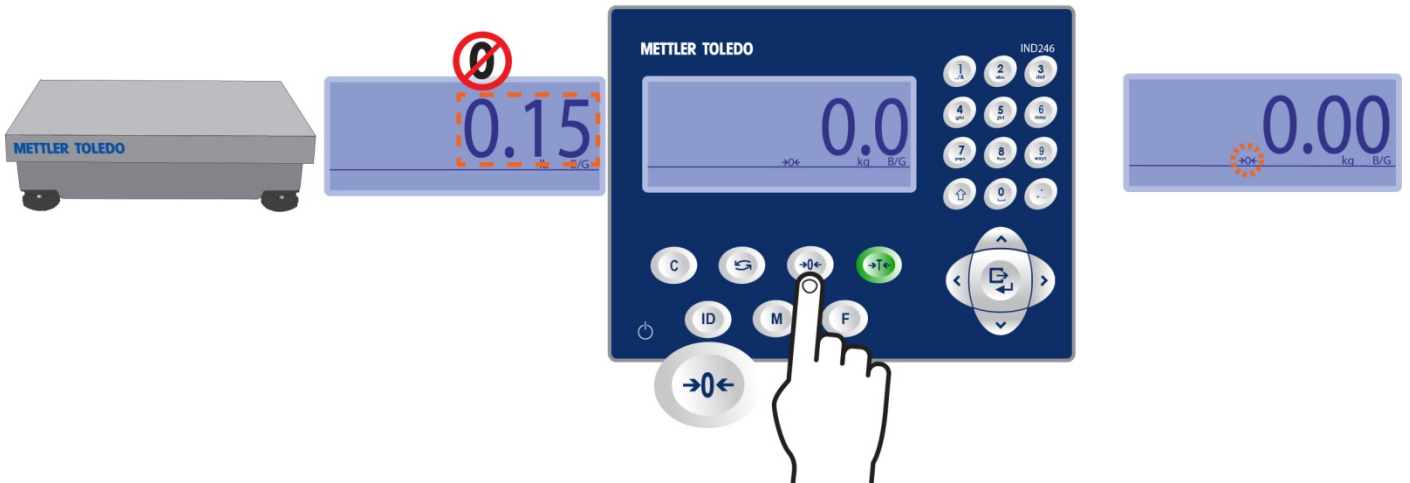 METTLER TOLEDO
0
0.15
B/G
METTLER TOLEDO
IND246
0.0
→0←
kg
B/G
1
2
abc
3
def
4
ghi
5
jkl
6
mno
7
pqrs
8
tuv
9
wxyz
0
C
→0←
→T←
ID
M
F
→0←
0.00
→0←
kg
B/G